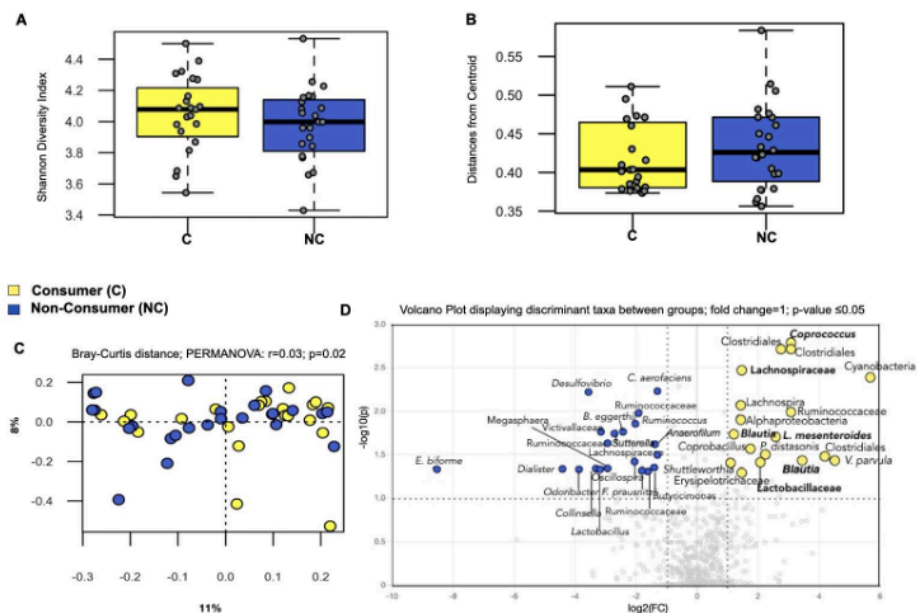 A
B
Shannon Diversity Index
4.4
4.2
4.0
3.8
3.6
3.4
C
NC
Distances from Centroid
0.55
0.50
0.45
0.40
0.35
C
NC
Consumer (C)
Non-Consumer (NC)
C
Bray-Curtis distance; PERMANOVA: r=0.03; p=0.02
8%
0.2
0.0
-0.2
-0.4
-0.3
-0.2
-0.1
0.0
0.1
0.2
11%
D
Volcano Plot displaying discriminant taxa between groups; fold change=1; p-value ≤0.05
-log10(p)
3.0
2.5
2.0
1.5
1.0
0.5
0
Coprococcus
Clostridiales
Clostridiales
Cyanobacteria
Lachnospiraceae
Desulfovibrio
C. aerofaciens
Lachnospira
Ruminococcaceae
Ruminococcaceae
Megasphaera
B. eggerthii
Ruminococcus
Alphaproteobacteria
Victivallaceae
Anaerofilum
Blautia
L. mesenteroides
Ruminococcaceae
Sutterella
Coprobacillus
P. distasonis
Clostridiales
Lachnospiraceae
E. biforme
Dialister
Oscillospira
Shuttleworthia
Blautia
V. parvula
Erysipelotrichaceae
Odoribacter
F. prausnitzii
Butyricimonas
Lactobacillaceae
Collinsella
Ruminococcaceae
Lactobacillus
-10
-8
-6
-4
-2
0
2
4
6
log2(FC)